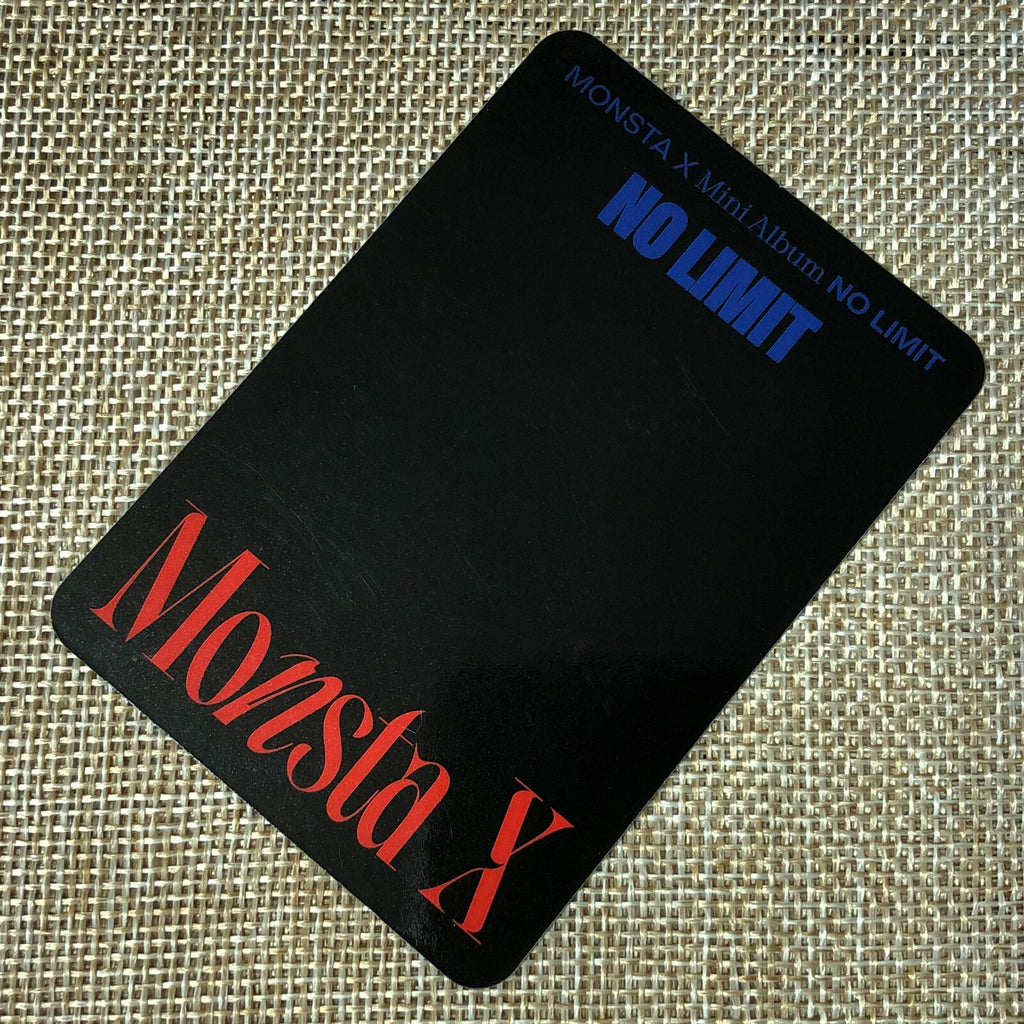 MONSTA X Mini Album NO LIMIT
NO LIMIT
Monsta X